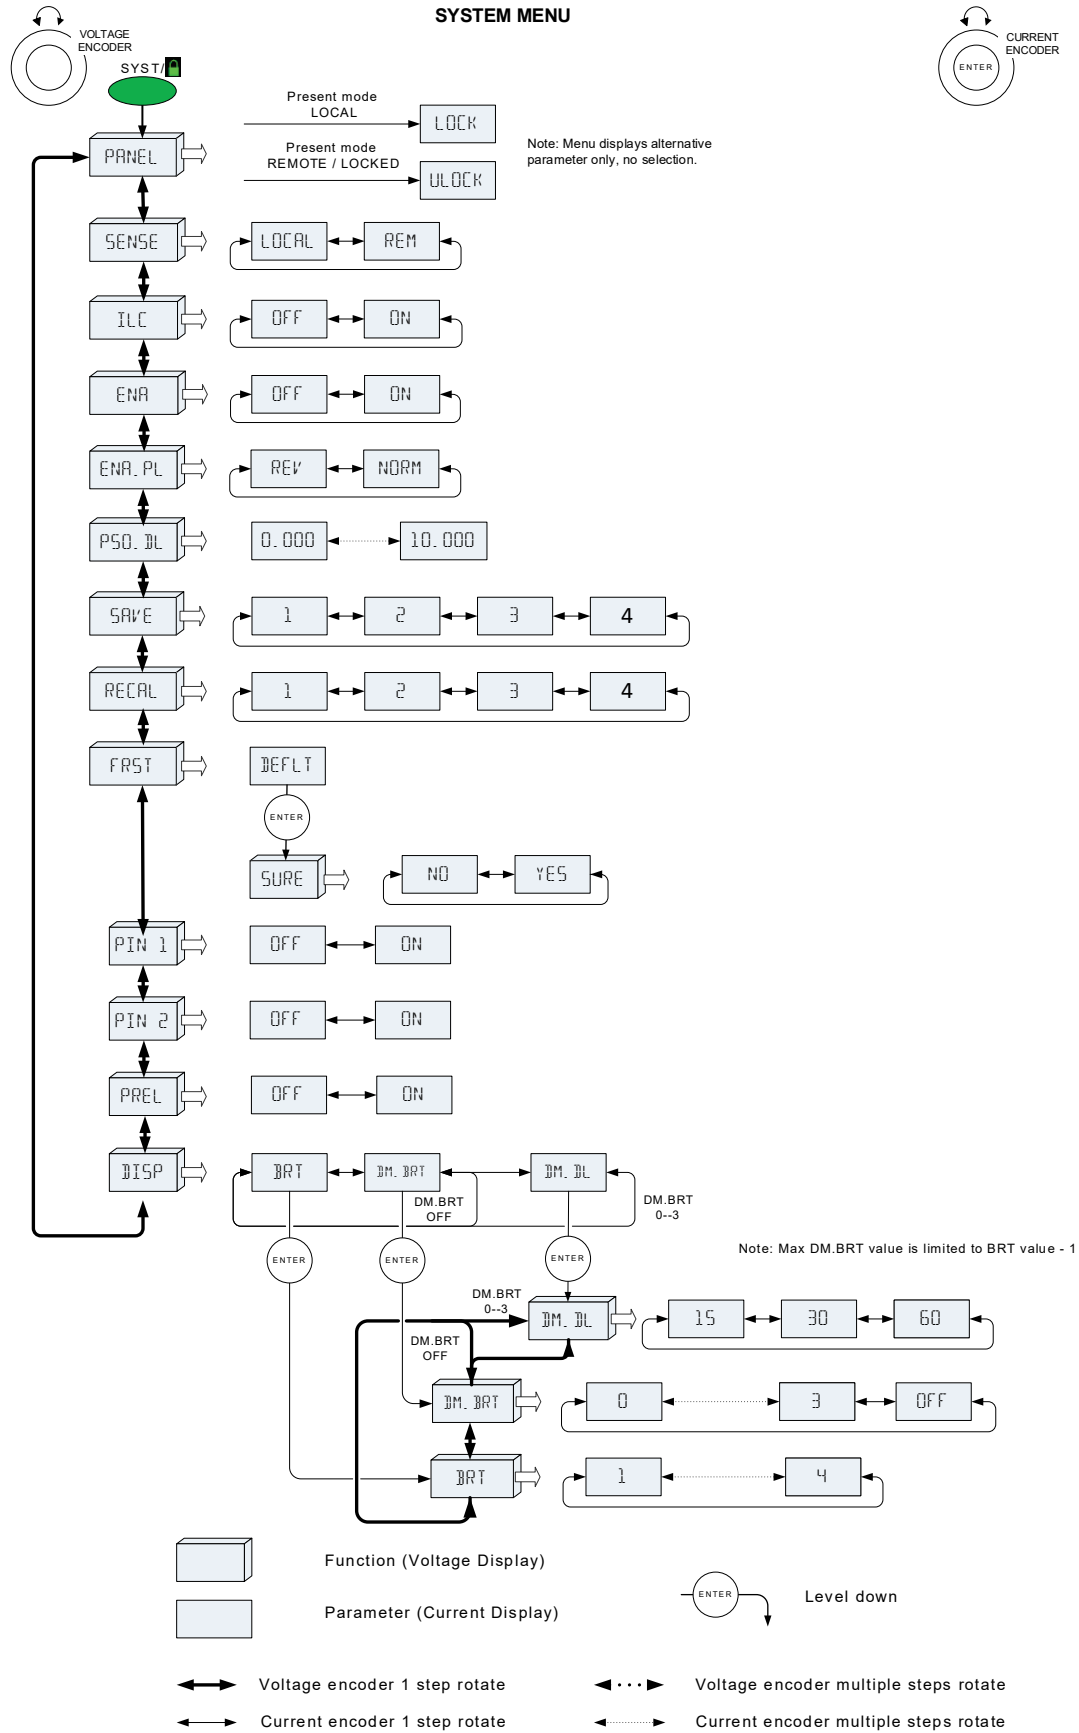 SYSTEM MENU
VOLTAGE
ENCODER
CURRENT
ENCODER
ENTER
SYST/
Present mode
LOCAL
LOCK
PANEL
Note: Menu displays alternative
parameter only, no selection.
Present mode
REMOTE / LOCKED
ULOCK
SENSE
LOCAL
REM
ILC
OFF
ON
ENA
OFF
ON
ENA.PL
REV
NORM
PSO.DL
0.000
10.000
SAVE
1
2
3
4
RECAL
1
2
3
4
FRST
DEFLT
ENTER
SURE
NO
YES
PIN 1
OFF
ON
PIN 2
OFF
ON
PREL
OFF
ON
DISP
BRT
DM.BRT
DM.DL
DM.BRT
OFF
DM.BRT
0--3
ENTER
ENTER
ENTER
Note: Max DM.BRT value is limited to BRT value - 1
DM.BRT
0--3
DM.DL
15
30
60
DM.BRT
OFF
DM.BRT
0
3
OFF
BRT
1
4
Function (Voltage Display)
Parameter (Current Display)
ENTER
Level down
Voltage encoder 1 step rotate
Voltage encoder multiple steps rotate
Current encoder 1 step rotate
Current encoder multiple steps rotate